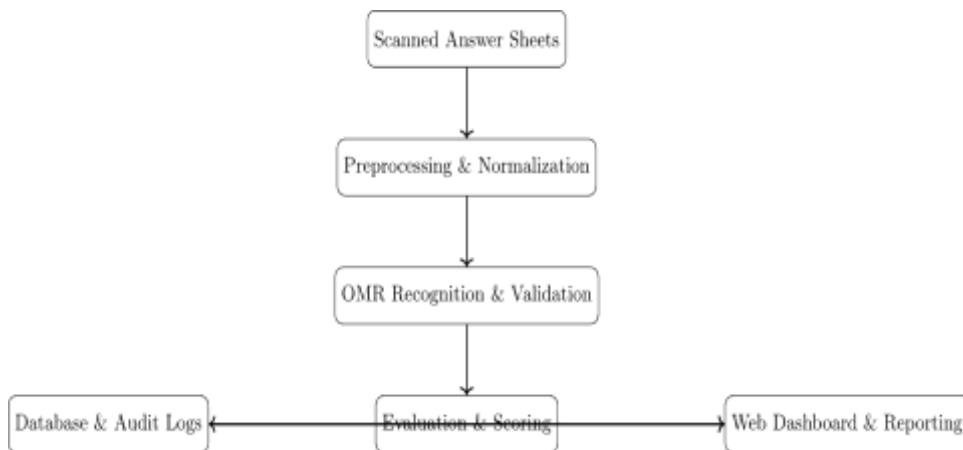 Scanned Answer Sheets
Preprocessing & Normalization
OMR Recognition & Validation
Database & Audit Logs
Evaluation & Scoring
Web Dashboard & Reporting